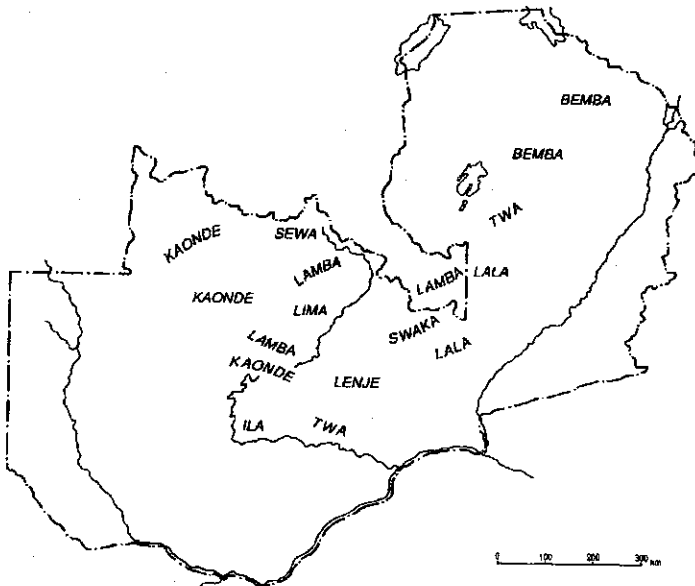 BEMBA
BEMBA
TWA
KAONDE
SEWA
LAMBA
LAMBA
LALA
KAONDE
LIMA
SWAKA
LAMBA
LALA
KAONDE
LENJE
ILA
TWA
0 100 200 300 km